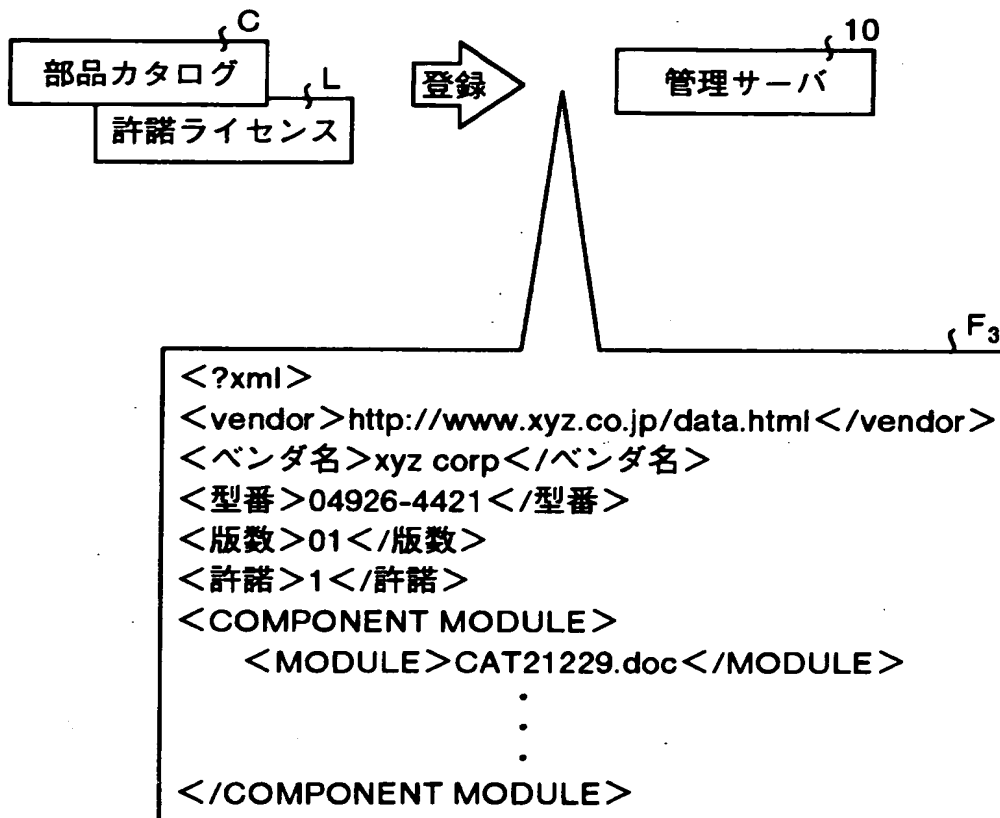 C
部品カタログ
L
許諾ライセンス
登録
10
管理サーバ
F3
<?xml>
<vendor>http://www.xyz.co.jp/data.html</vendor>
<ベンダ名>xyz corp</ベンダ名>
<型番>04926-4421</型番>
<版数>01</版数>
<許諾>1</許諾>
<COMPONENT MODULE>
<MODULE>CAT21229.doc</MODULE>
・
・
・
</COMPONENT MODULE>